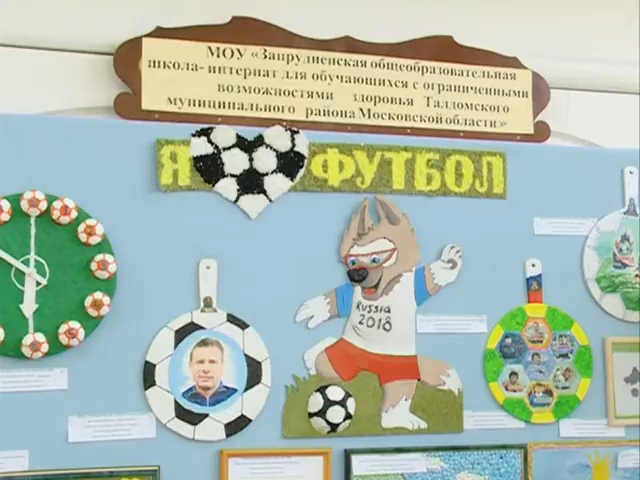 МОУ «Запрудненская общеобразовательная
школа- интернат для обучающихся с ограниченными
возможностями здоровья Талдомского
муниципального района Московской области»
Я ФУТБОЛ
RUSSIA
2018